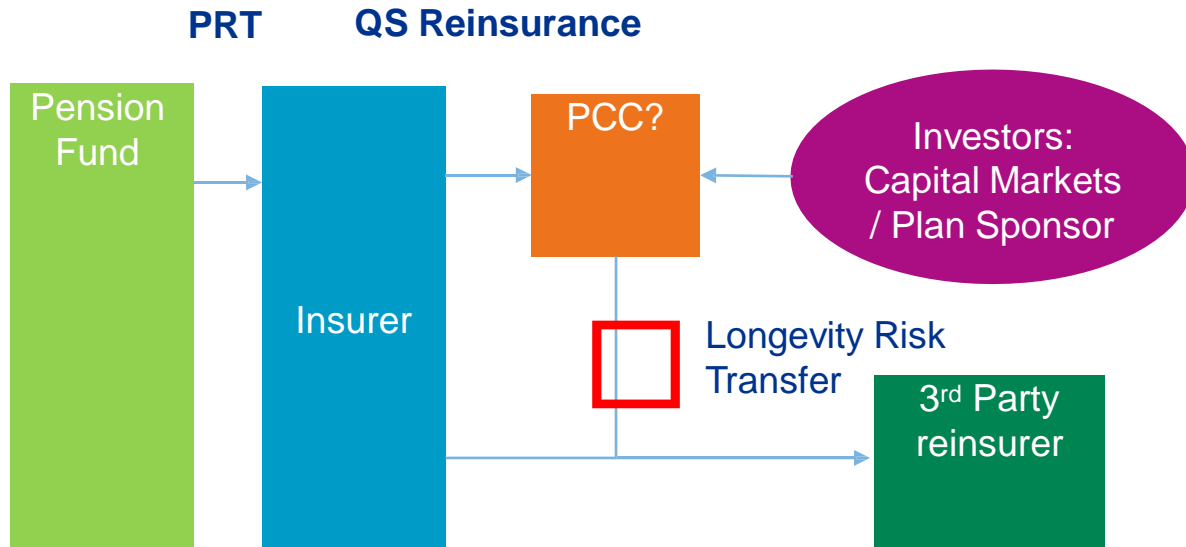 PRT
QS Reinsurance
Pension
Fund
Insurer
PCC?
Investors:
Capital Markets
/ Plan Sponsor
Longevity Risk
Transfer
3rd Party
reinsurer